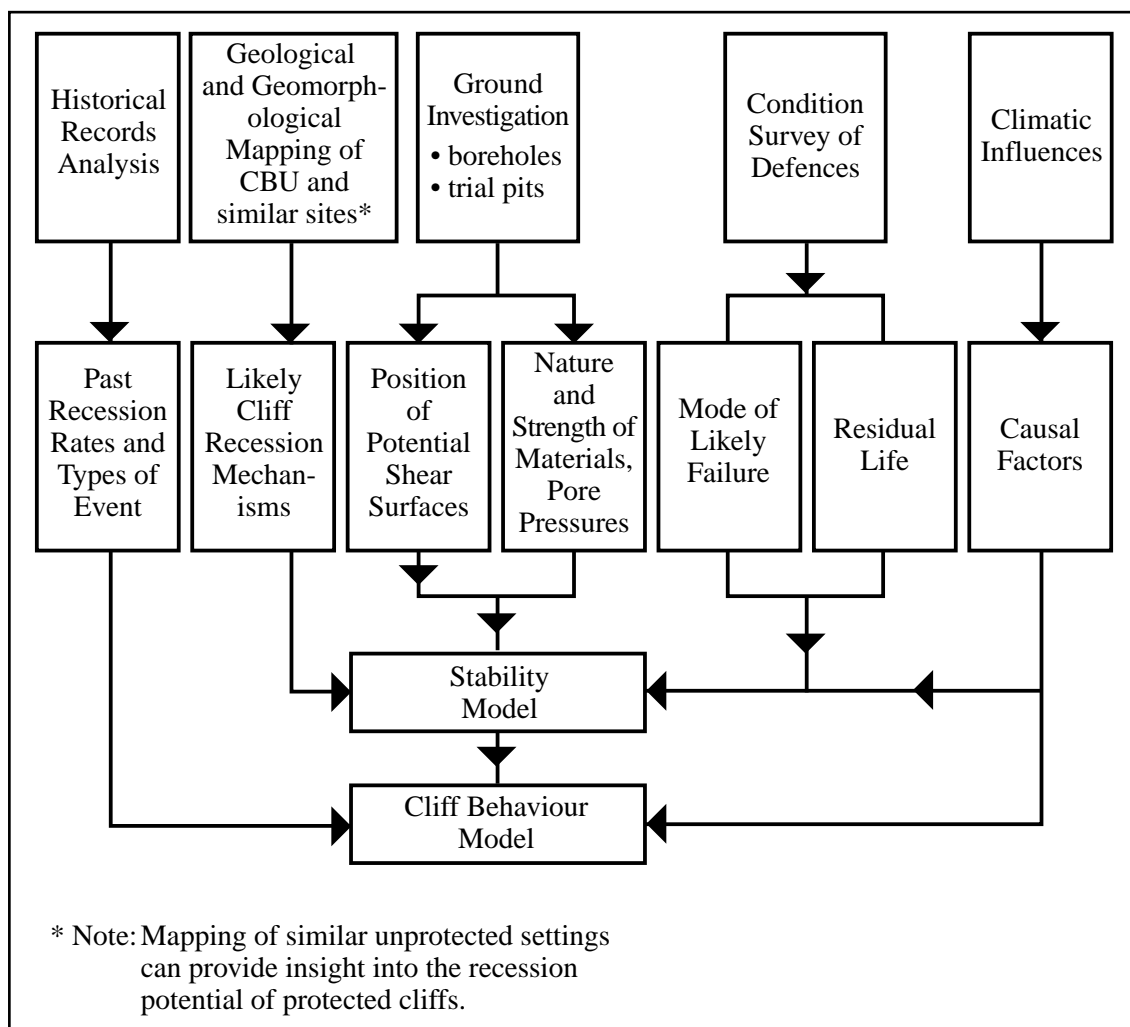 Historical
Records
Analysis
Geological
and Geomorph-
ological
Mapping of
CBU and
similar sites*
Ground
Investigation
• boreholes
• trial pits
Condition
Survey of
Defences
Climatic
Influences
Past
Recession
Rates and
Types of
Event
Likely
Cliff
Recession
Mechan-
isms
Position
of
Potential
Shear
Surfaces
Nature
and
Strength of
Materials,
Pore
Pressures
Mode of
Likely
Failure
Residual
Life
Causal
Factors
Stability
Model
Cliff Behaviour
Model
* Note: Mapping of similar unprotected settings
can provide insight into the recession
potential of protected cliffs.